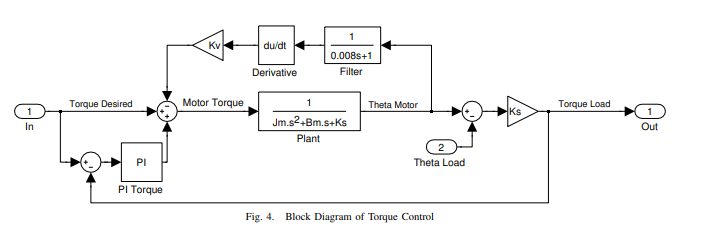 Kv
du/dt
1
0.008s+1
Derivative
Filter
1
In
Torque Desired
Motor Torque
1
Jm.s2+Bm.s+Ks
Plant
Theta Motor
Ks
Torque Load
1
Out
2
Theta Load
PI
PI Torque
Fig. 4. Block Diagram of Torque Control